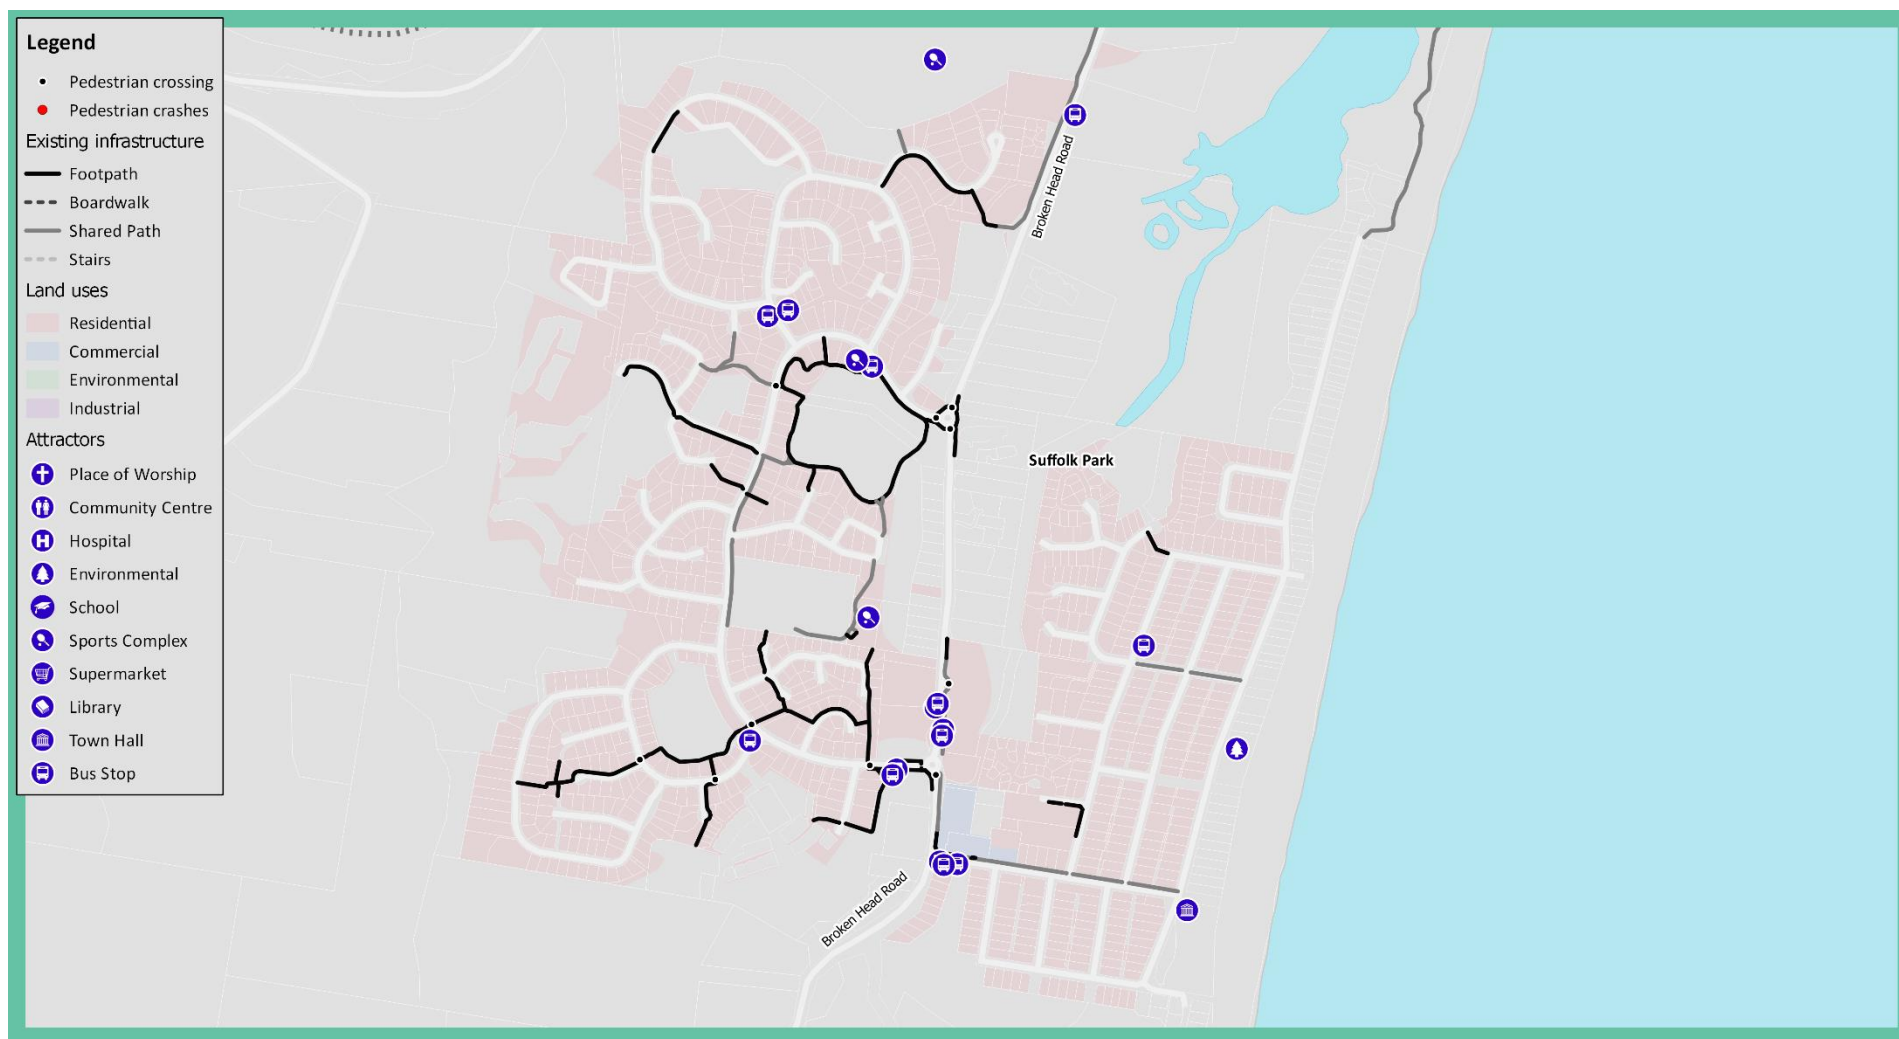 Legend
Pedestrian crossing
Pedestrian crashes
Existing infrastructure
Footpath
Boardwalk
Shared Path
Stairs
Land uses
Residential
Commercial
Environmental
Industrial
Attractors
Place of Worship
Community Centre
Hospital
Environmental
School
Sports Complex
Supermarket
Library
Town Hall
Bus Stop
Broken Head Road
Suffolk Park
Broken Head Road